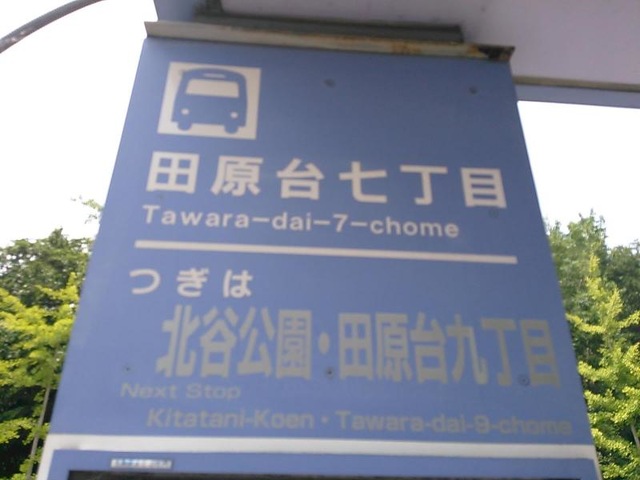 田原台七丁目
Tawara-dai-7-chome
つぎは
北谷公園・田原台九丁目
Next Stop
Kitatani-Koen・Tawara-dai-9-chome